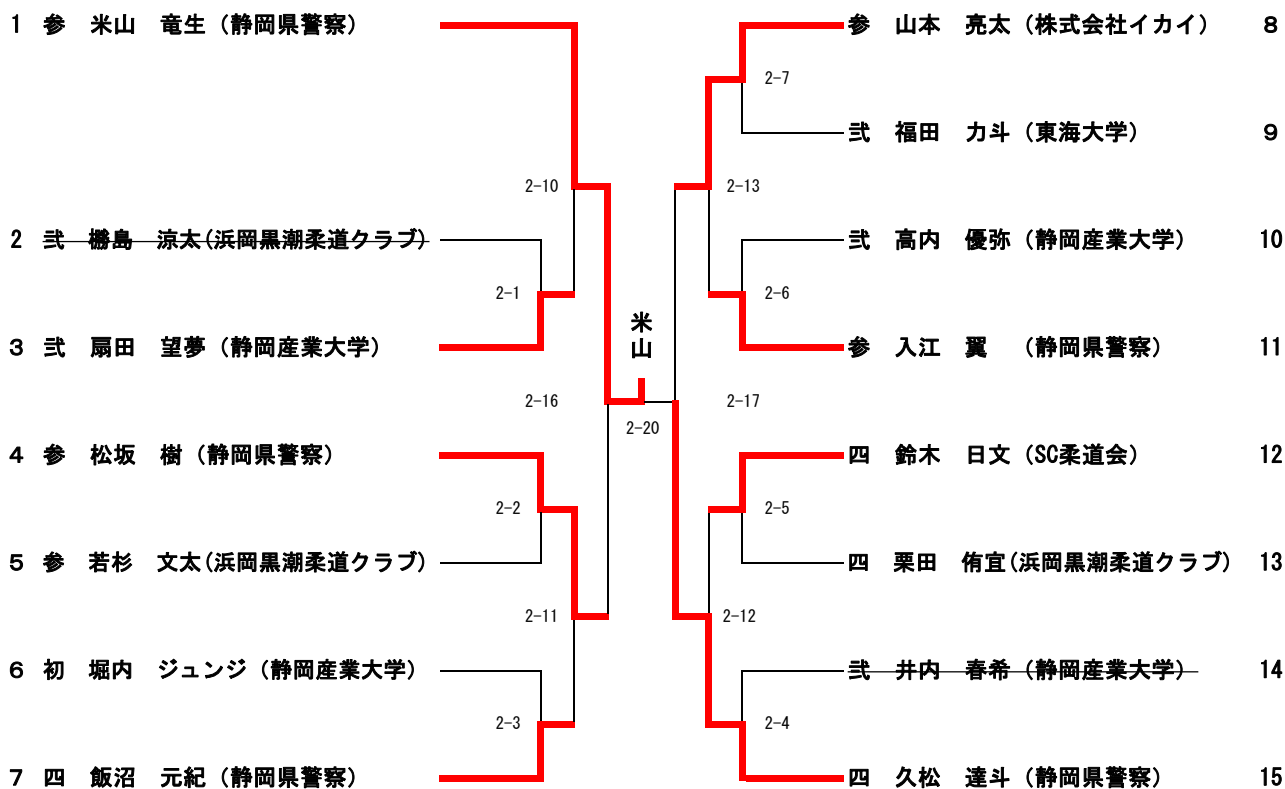 1 参 米山 竜生（静岡県警察）
2 弐 橳島 涼太(浜岡黒潮柔道クラブ)
3 弐 扇田 望夢（静岡産業大学）
4 参 松坂 樹（静岡県警察）
5 参 若杉 文太(浜岡黒潮柔道クラブ)
6 初 堀内 ジュンジ（静岡産業大学）
7 四 飯沼 元紀（静岡県警察）
2-10
2-1
2-16
2-2
2-11
2-3
米山
2-20
2-7
2-13
2-6
2-17
2-5
2-12
2-4
参 山本 亮太（株式会社イカイ） 8
弐 福田 力斗（東海大学） 9
弐 高内 優弥（静岡産業大学） 10
参 入江 翼 （静岡県警察） 11
四 鈴木 日文（SC柔道会） 12
四 栗田 侑宜(浜岡黒潮柔道クラブ) 13
弐 井内 春希（静岡産業大学） 14
四 久松 達斗（静岡県警察） 15